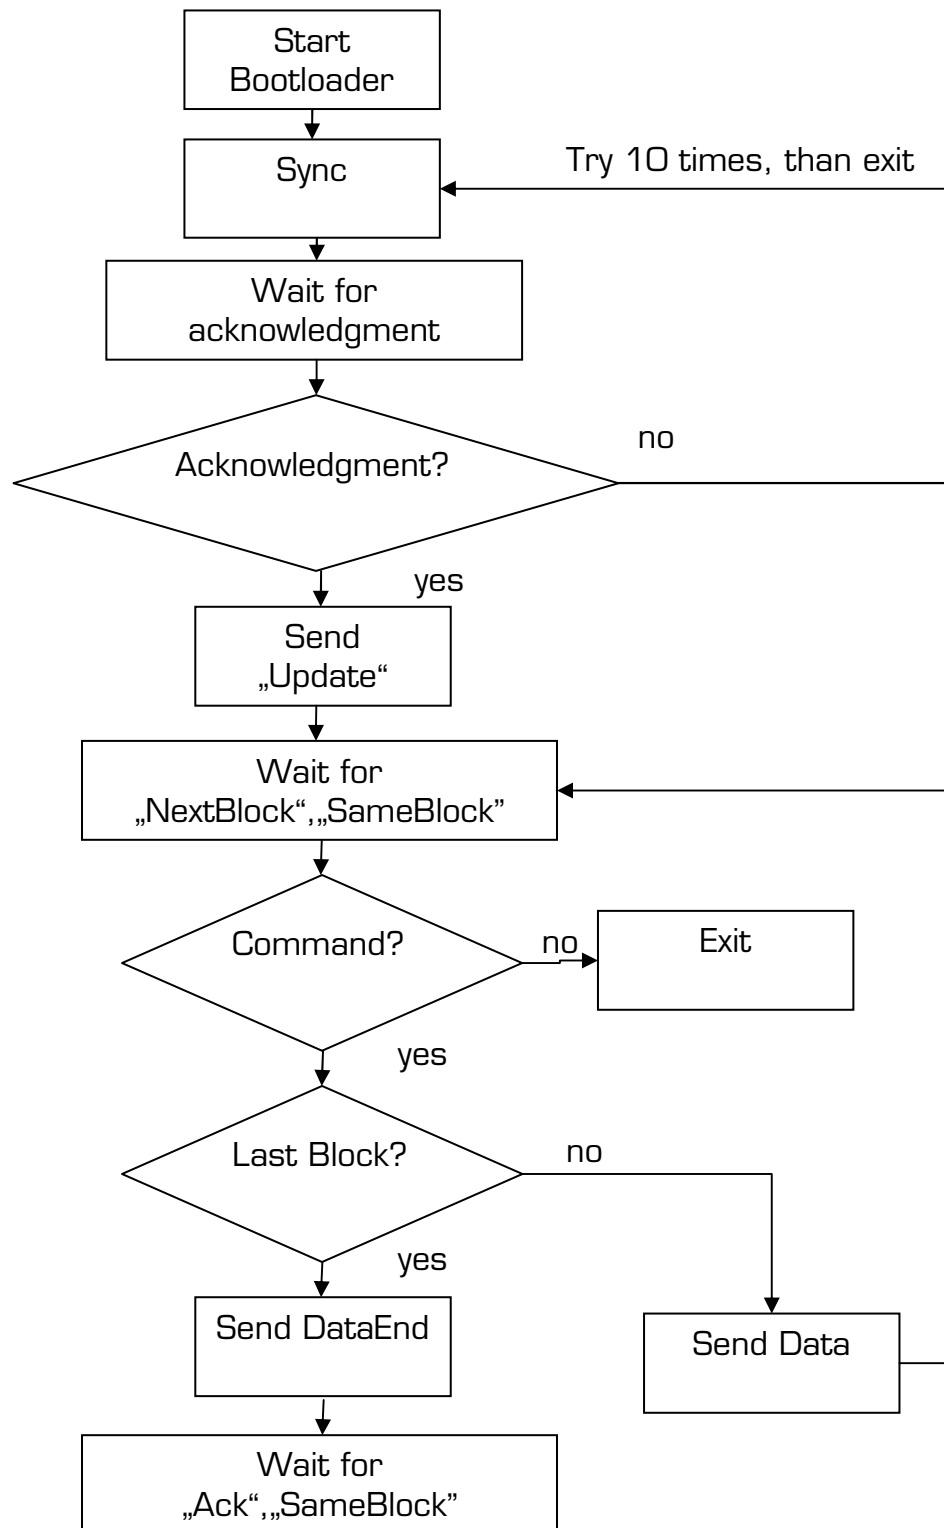 Start
Bootloader
Sync
Try 10 times, than exit
Wait for
acknowledgment
no
Acknowledgment?
yes
Send
„Update“
Wait for
„NextBlock“,„SameBlock”
Command?
no
Exit
yes
Last Block?
no
yes
Send DataEnd
Send Data
Wait for
„Ack“,„SameBlock”